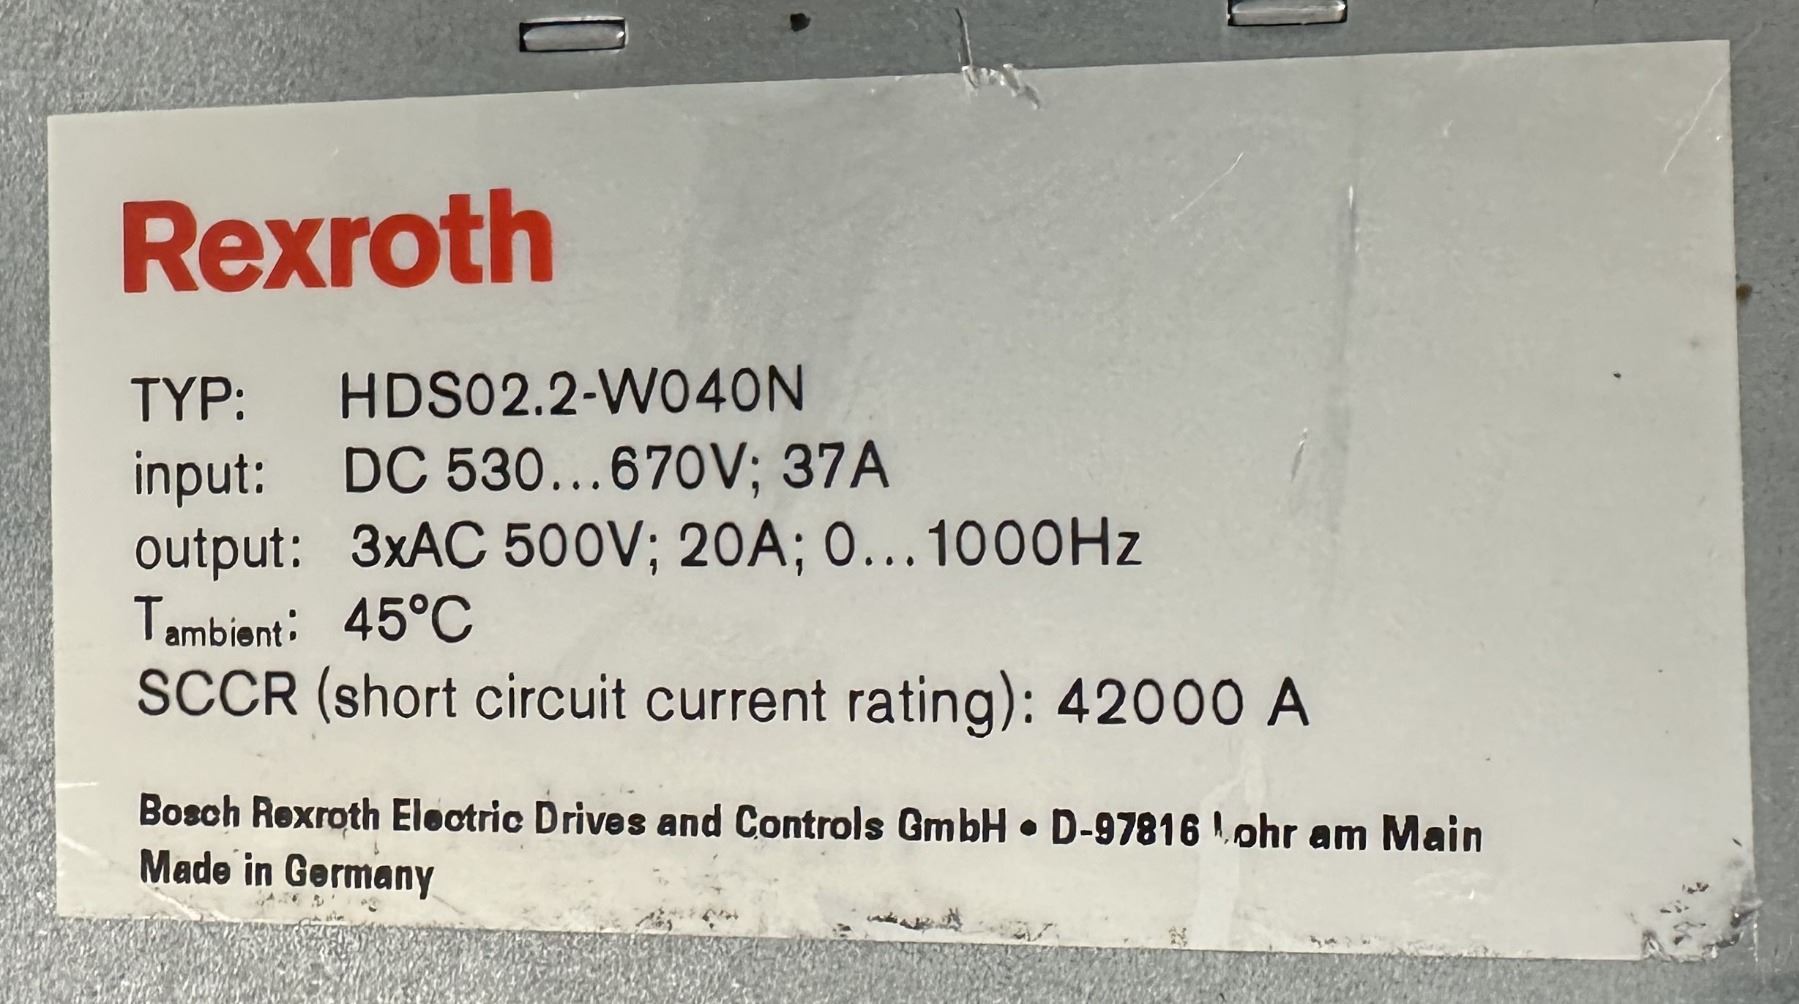 Rexroth
TYP: HDS02.2-W040N
input: DC 530...670V; 37A
output: 3xAC 500V; 20A; 0...1000Hz
Tambient: 45°C
SCCR (short circuit current rating): 42000 A
Bosch Rexroth Electric Drives and Controls GmbH • D-97816 Lohr am Main
Made in Germany